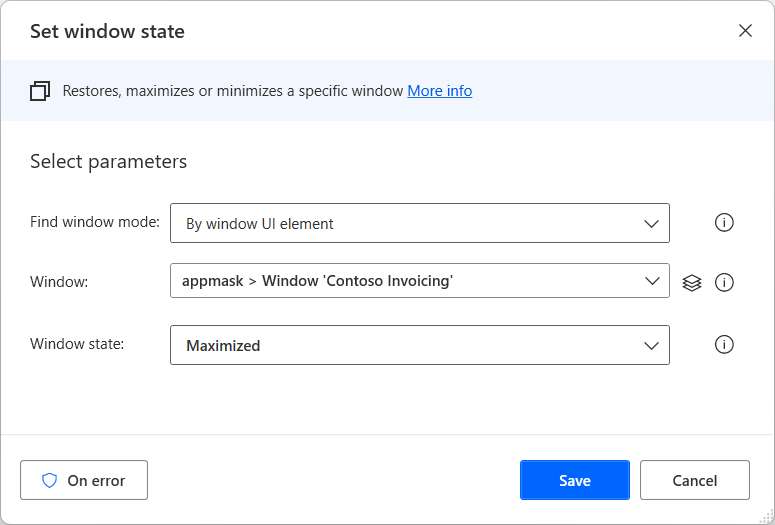 Set window state
Restores, maximizes or minimizes a specific window More info
Select parameters
Find window mode: By window UI element
Window: appmask > Window 'Contoso Invoicing'
Window state: Maximized
On error Save Cancel